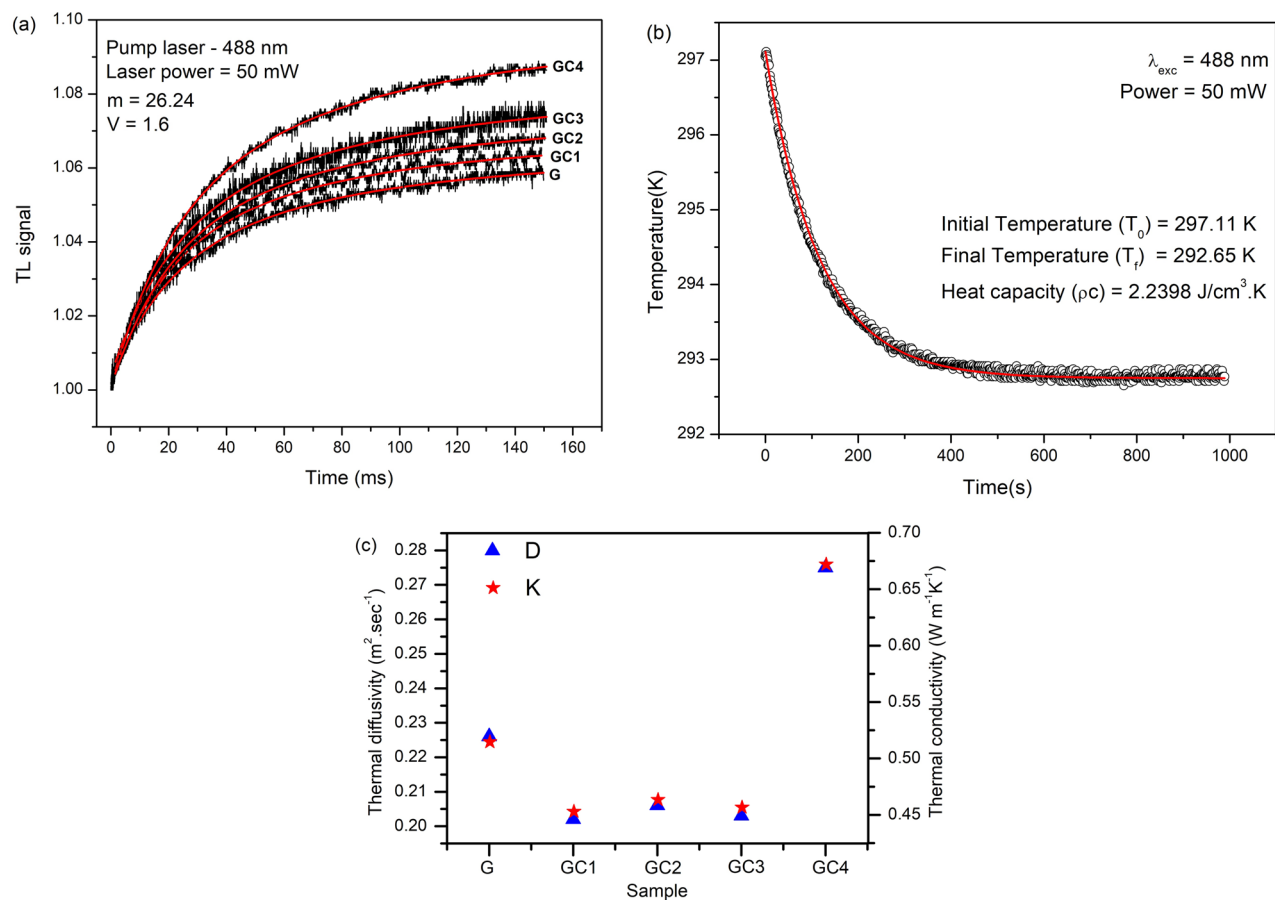 (a)
1.10
1.08
1.06
1.04
1.02
1.00
TL signal
Pump laser - 488 nm
Laser power = 50 mW
m = 26.24
V = 1.6
GC4
GC3
GC2
GC1
G
0 20 40 60 80 100 120 140 160
Time (ms)
(b)
297
296
295
294
293
292
Temperature(K)
λexc = 488 nm
Power = 50 mW
Initial Temperature (T0) = 297.11 K
Final Temperature (Tf) = 292.65 K
Heat capacity (ρc) = 2.2398 J/cm³.K
0 200 400 600 800 1000
Time(s)
(c)
0.28
0.27
0.26
0.25
0.24
0.23
0.22
0.21
0.20
Thermal diffusivity (m².sec⁻¹)
D
K
0.70
0.65
0.60
0.55
0.50
0.45
Thermal conductivity (W m⁻¹K⁻¹)
G GC1 GC2 GC3 GC4
Sample